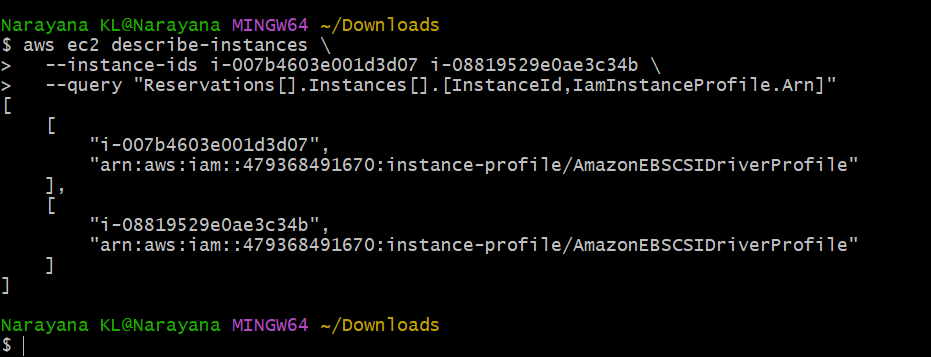 Narayana KL@Narayana MINGW64 ~/Downloads
$ aws ec2 describe-instances \
>   --instance-ids i-007b4603e001d3d07 i-08819529e0ae3c34b \
>   --query "Reservations[].Instances[].[InstanceId,IamInstanceProfile.Arn]"
[
    [
        "i-007b4603e001d3d07",
        "arn:aws:iam::479368491670:instance-profile/AmazonEBSCSIDriverProfile"
    ],
    [
        "i-08819529e0ae3c34b",
        "arn:aws:iam::479368491670:instance-profile/AmazonEBSCSIDriverProfile"
    ]
]
Narayana KL@Narayana MINGW64 ~/Downloads
$